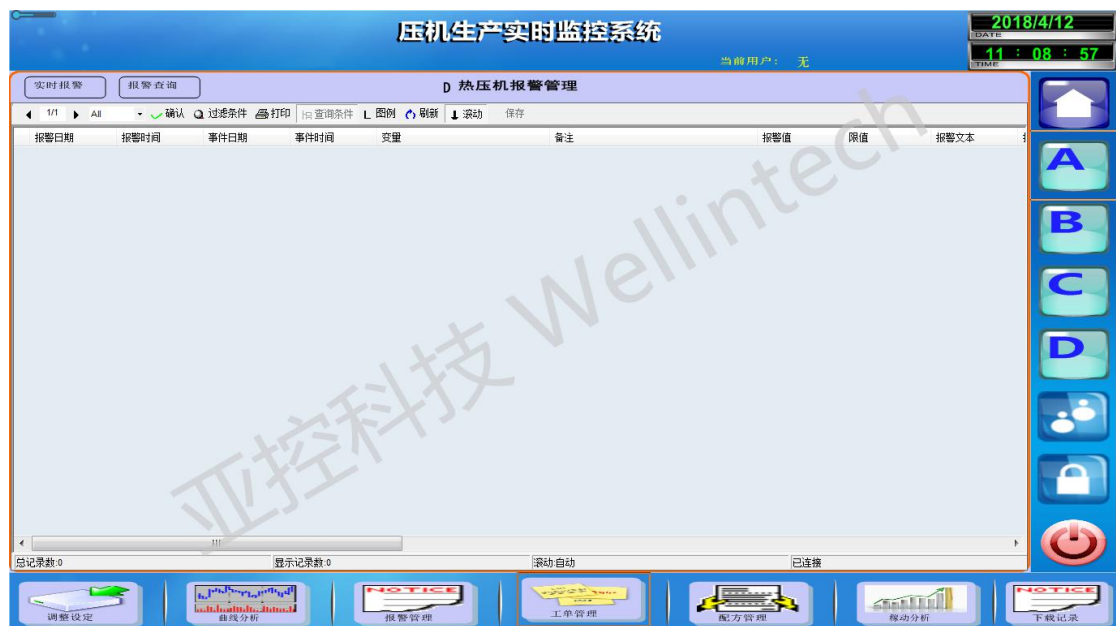 压机生产实时监控系统
2018/4/12
DATE
当前用户： 无
11 : 08 : 57
TIME
实时报警 报警查询 D 热压机报警管理
1/1 All 确认 过滤条件 打印 查询条件 图例 刷新 滚动 保存
报警日期 报警时间 事件日期 事件时间 变量 备注 报警值 限值 报警文本
A
B
C
D
亚控科技 Wellintech
总记录数:0 显示记录数:0 滚动:自动 已连接
NOTICE NOTICE
调整设定 曲线分析 报警管理 工单管理 配方管理 稼动分析 下载记录